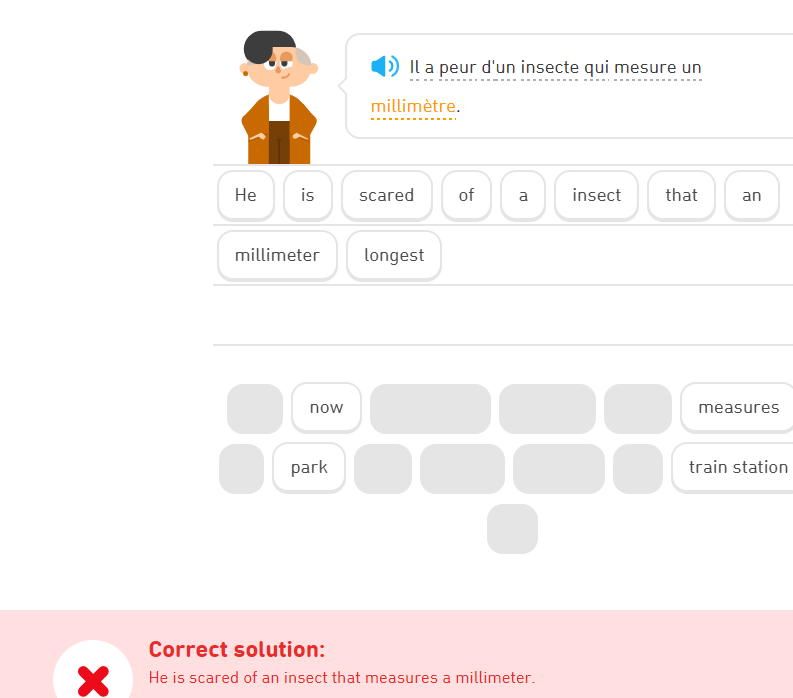 Il a peur d'un insecte qui mesure un
millimètre.
He is scared of a insect that an
millimeter longest
now measures
park train station
Correct solution:
He is scared of an insect that measures a millimeter.